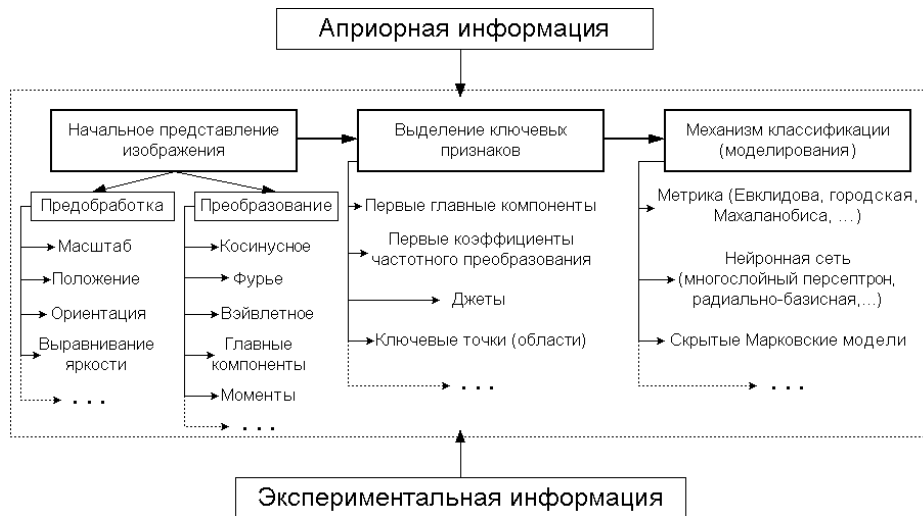 Априорная информация
Начальное представление
изображения
Выделение ключевых
признаков
Механизм классификации
(моделирования)
Предобработка
Масштаб
Положение
Ориентация
Выравнивание
яркости
. . .
Преобразование
Косинусное
Фурье
Вэйвлетное
Главные
компоненты
Моменты
. . .
Первые главные компоненты
Первые коэффициенты
частотного преобразования
Джеты
Ключевые точки (области)
. . .
Метрика (Евклидова, городская,
Махаланобиса, ...)
Нейронная сеть
(многослойный персептрон,
радиально-базисная,...)
Скрытые Марковские модели
. . .
Экспериментальная информация